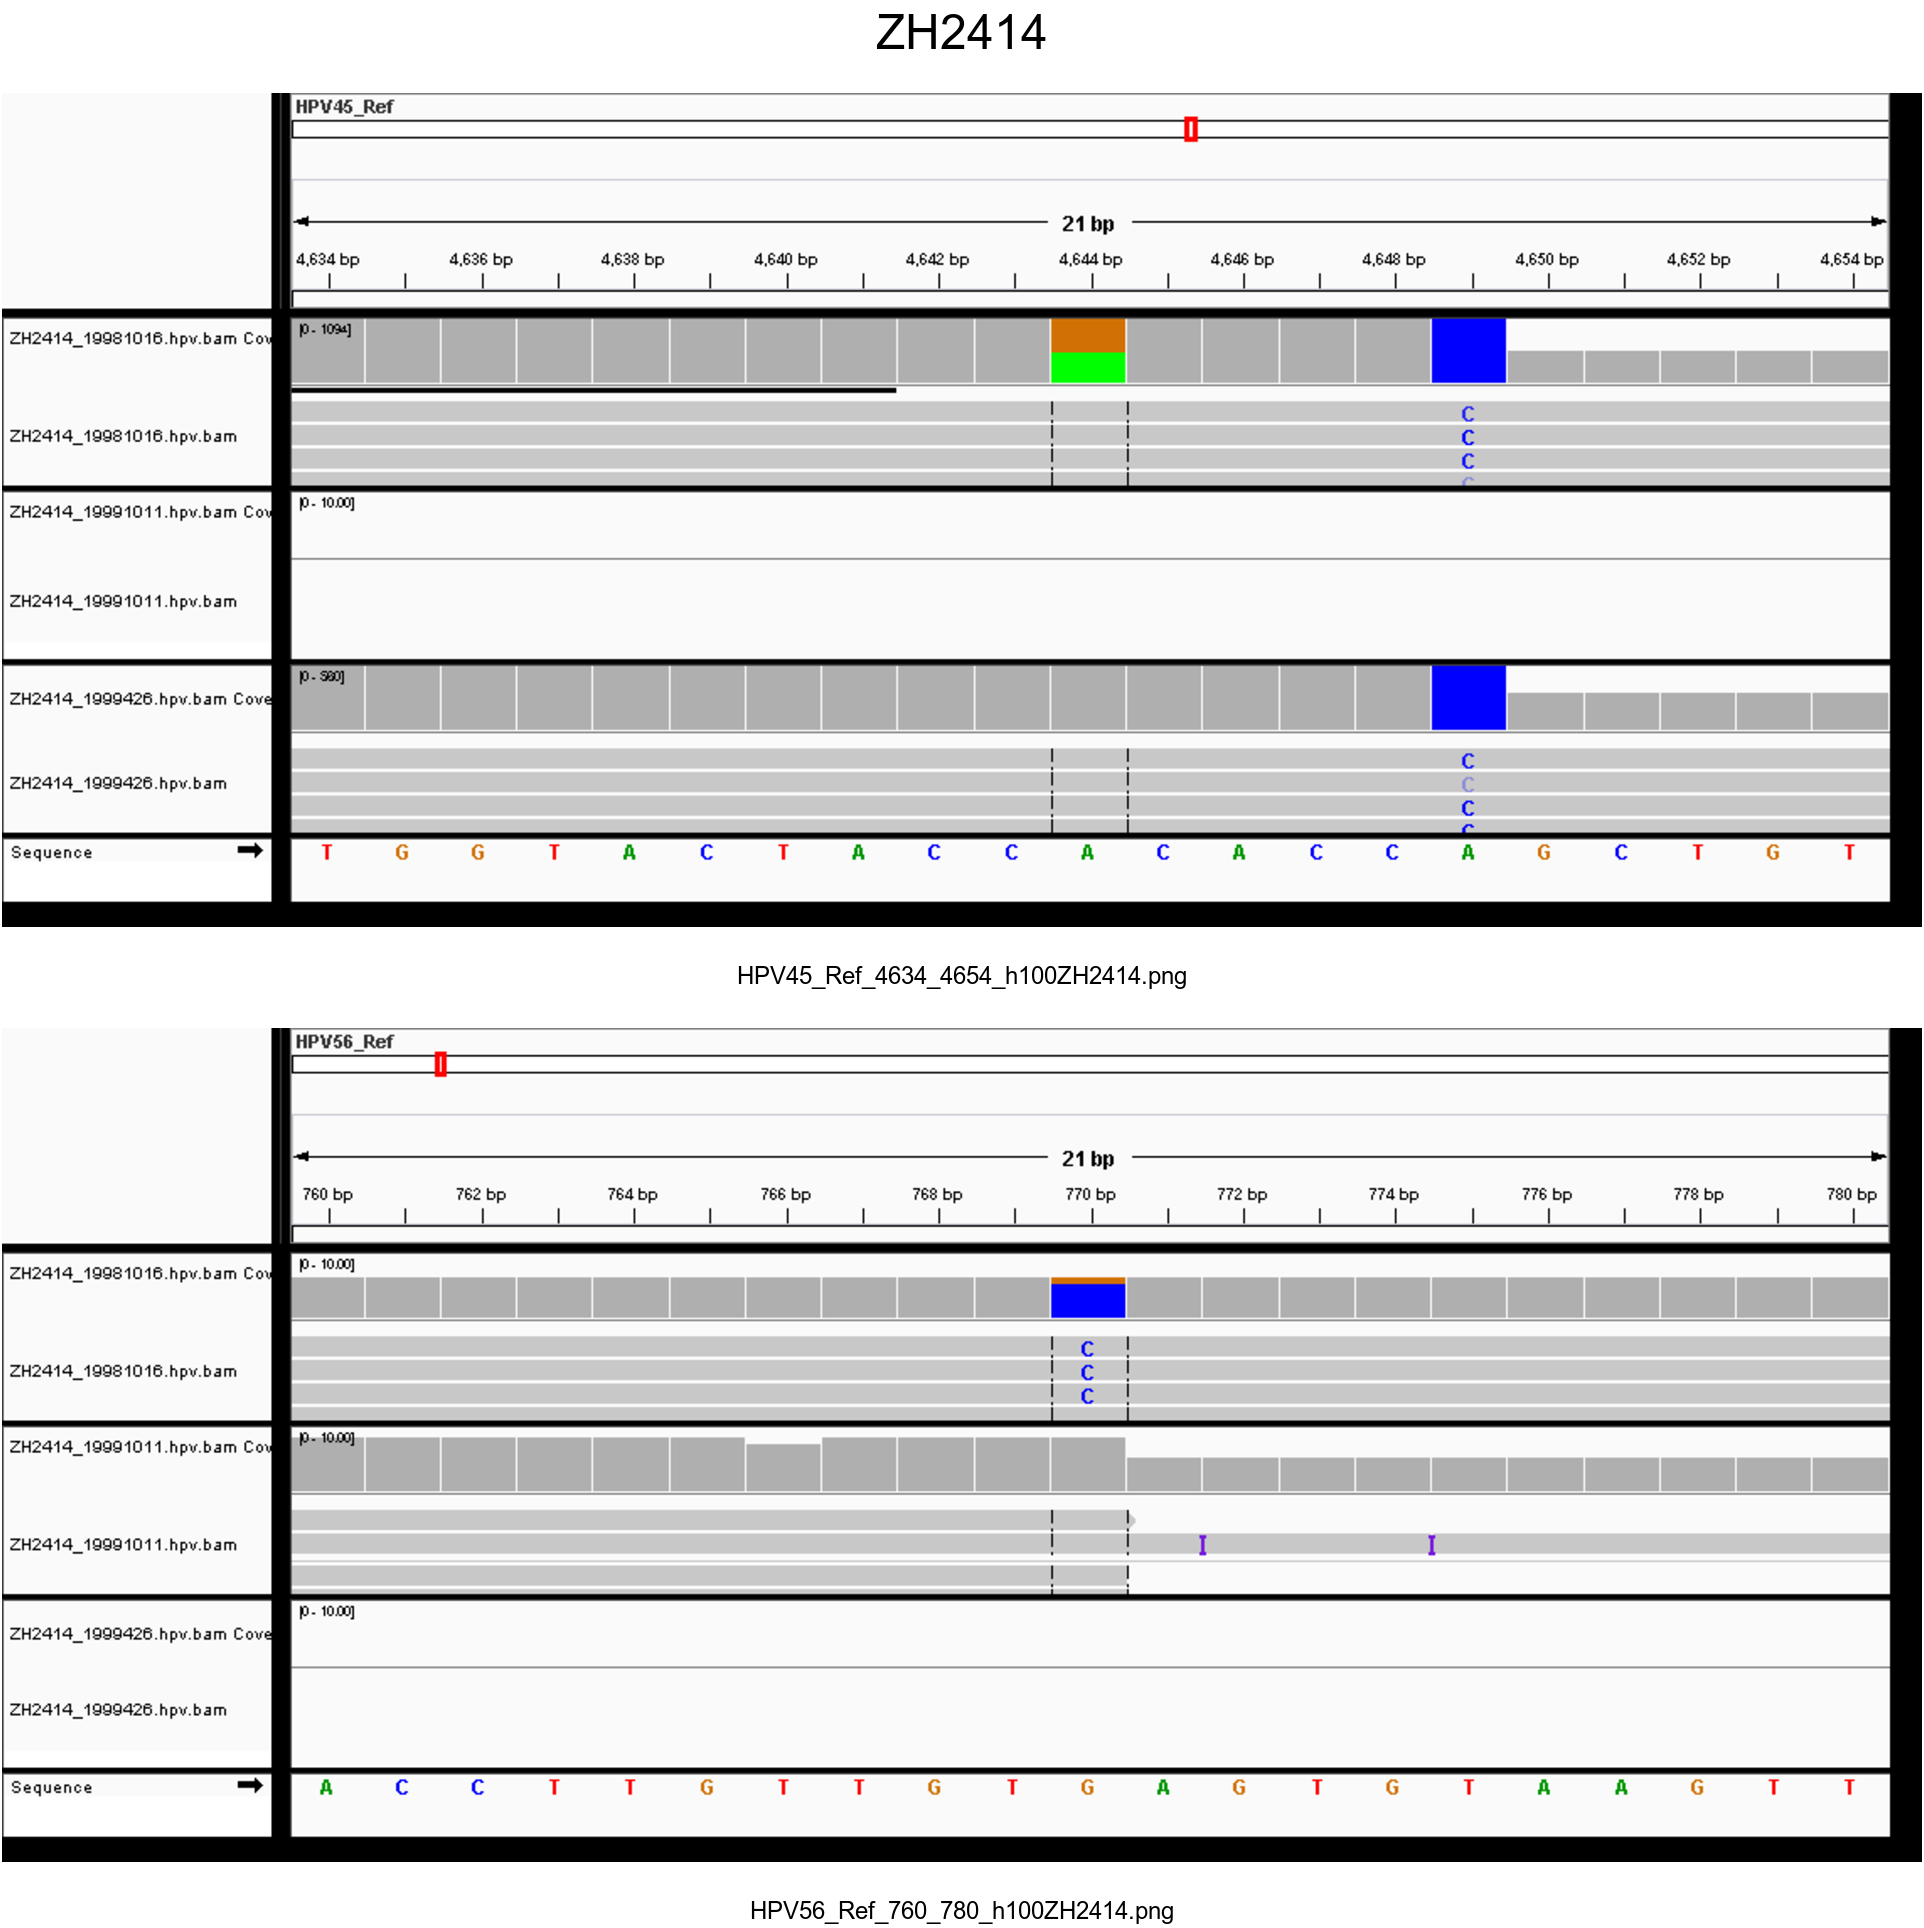 ZH2414
HPV45_Ref
21 bp
4,634 bp 4,636 bp 4,638 bp 4,640 bp 4,642 bp 4,644 bp 4,646 bp 4,648 bp 4,650 bp 4,652 bp 4,654 bp
ZH2414_19981016.hpv.bam Cov
[0 - 1094]
C
C
ZH2414_19981016.hpv.bam
C
C
ZH2414_19991011.hpv.bam Cov
[0 - 10.00]
ZH2414_19991011.hpv.bam
ZH2414_1999426.hpv.bam Cove
[0 - 560]
C
ZH2414_1999426.hpv.bam
C
C
C
Sequence T G G T A C T A C C A C A C C A G C T G T
HPV45_Ref_4634_4654_h100ZH2414.png
HPV56_Ref
21 bp
760 bp 762 bp 764 bp 766 bp 768 bp 770 bp 772 bp 774 bp 776 bp 778 bp 780 bp
ZH2414_19981016.hpv.bam Cov
[0 - 10.00]
C
ZH2414_19981016.hpv.bam
C
C
ZH2414_19991011.hpv.bam Cov
[0 - 10.00]
ZH2414_19991011.hpv.bam
I I
ZH2414_1999426.hpv.bam Cove
[0 - 10.00]
ZH2414_1999426.hpv.bam
Sequence A C C T T G T T G T G A G T G T A A G T T
HPV56_Ref_760_780_h100ZH2414.png